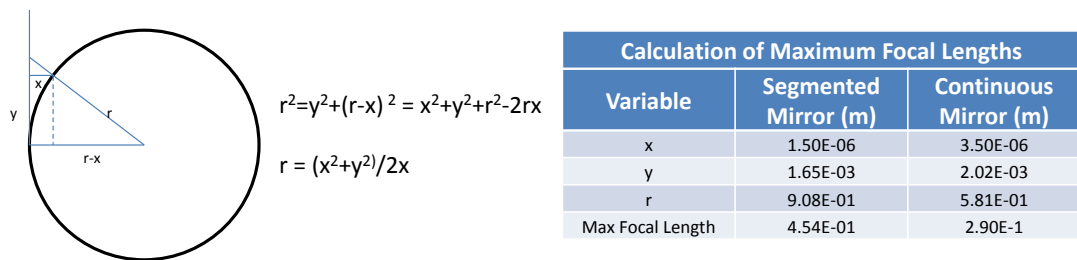 x
y
r
r-x
r²=y²+(r-x) ² = x²+y²+r²-2rx
r = (x²+y²⁾/2x
Calculation of Maximum Focal Lengths
Variable Segmented Mirror (m) Continuous Mirror (m)
x 1.50E-06 3.50E-06
y 1.65E-03 2.02E-03
r 9.08E-01 5.81E-01
Max Focal Length 4.54E-01 2.90E-1